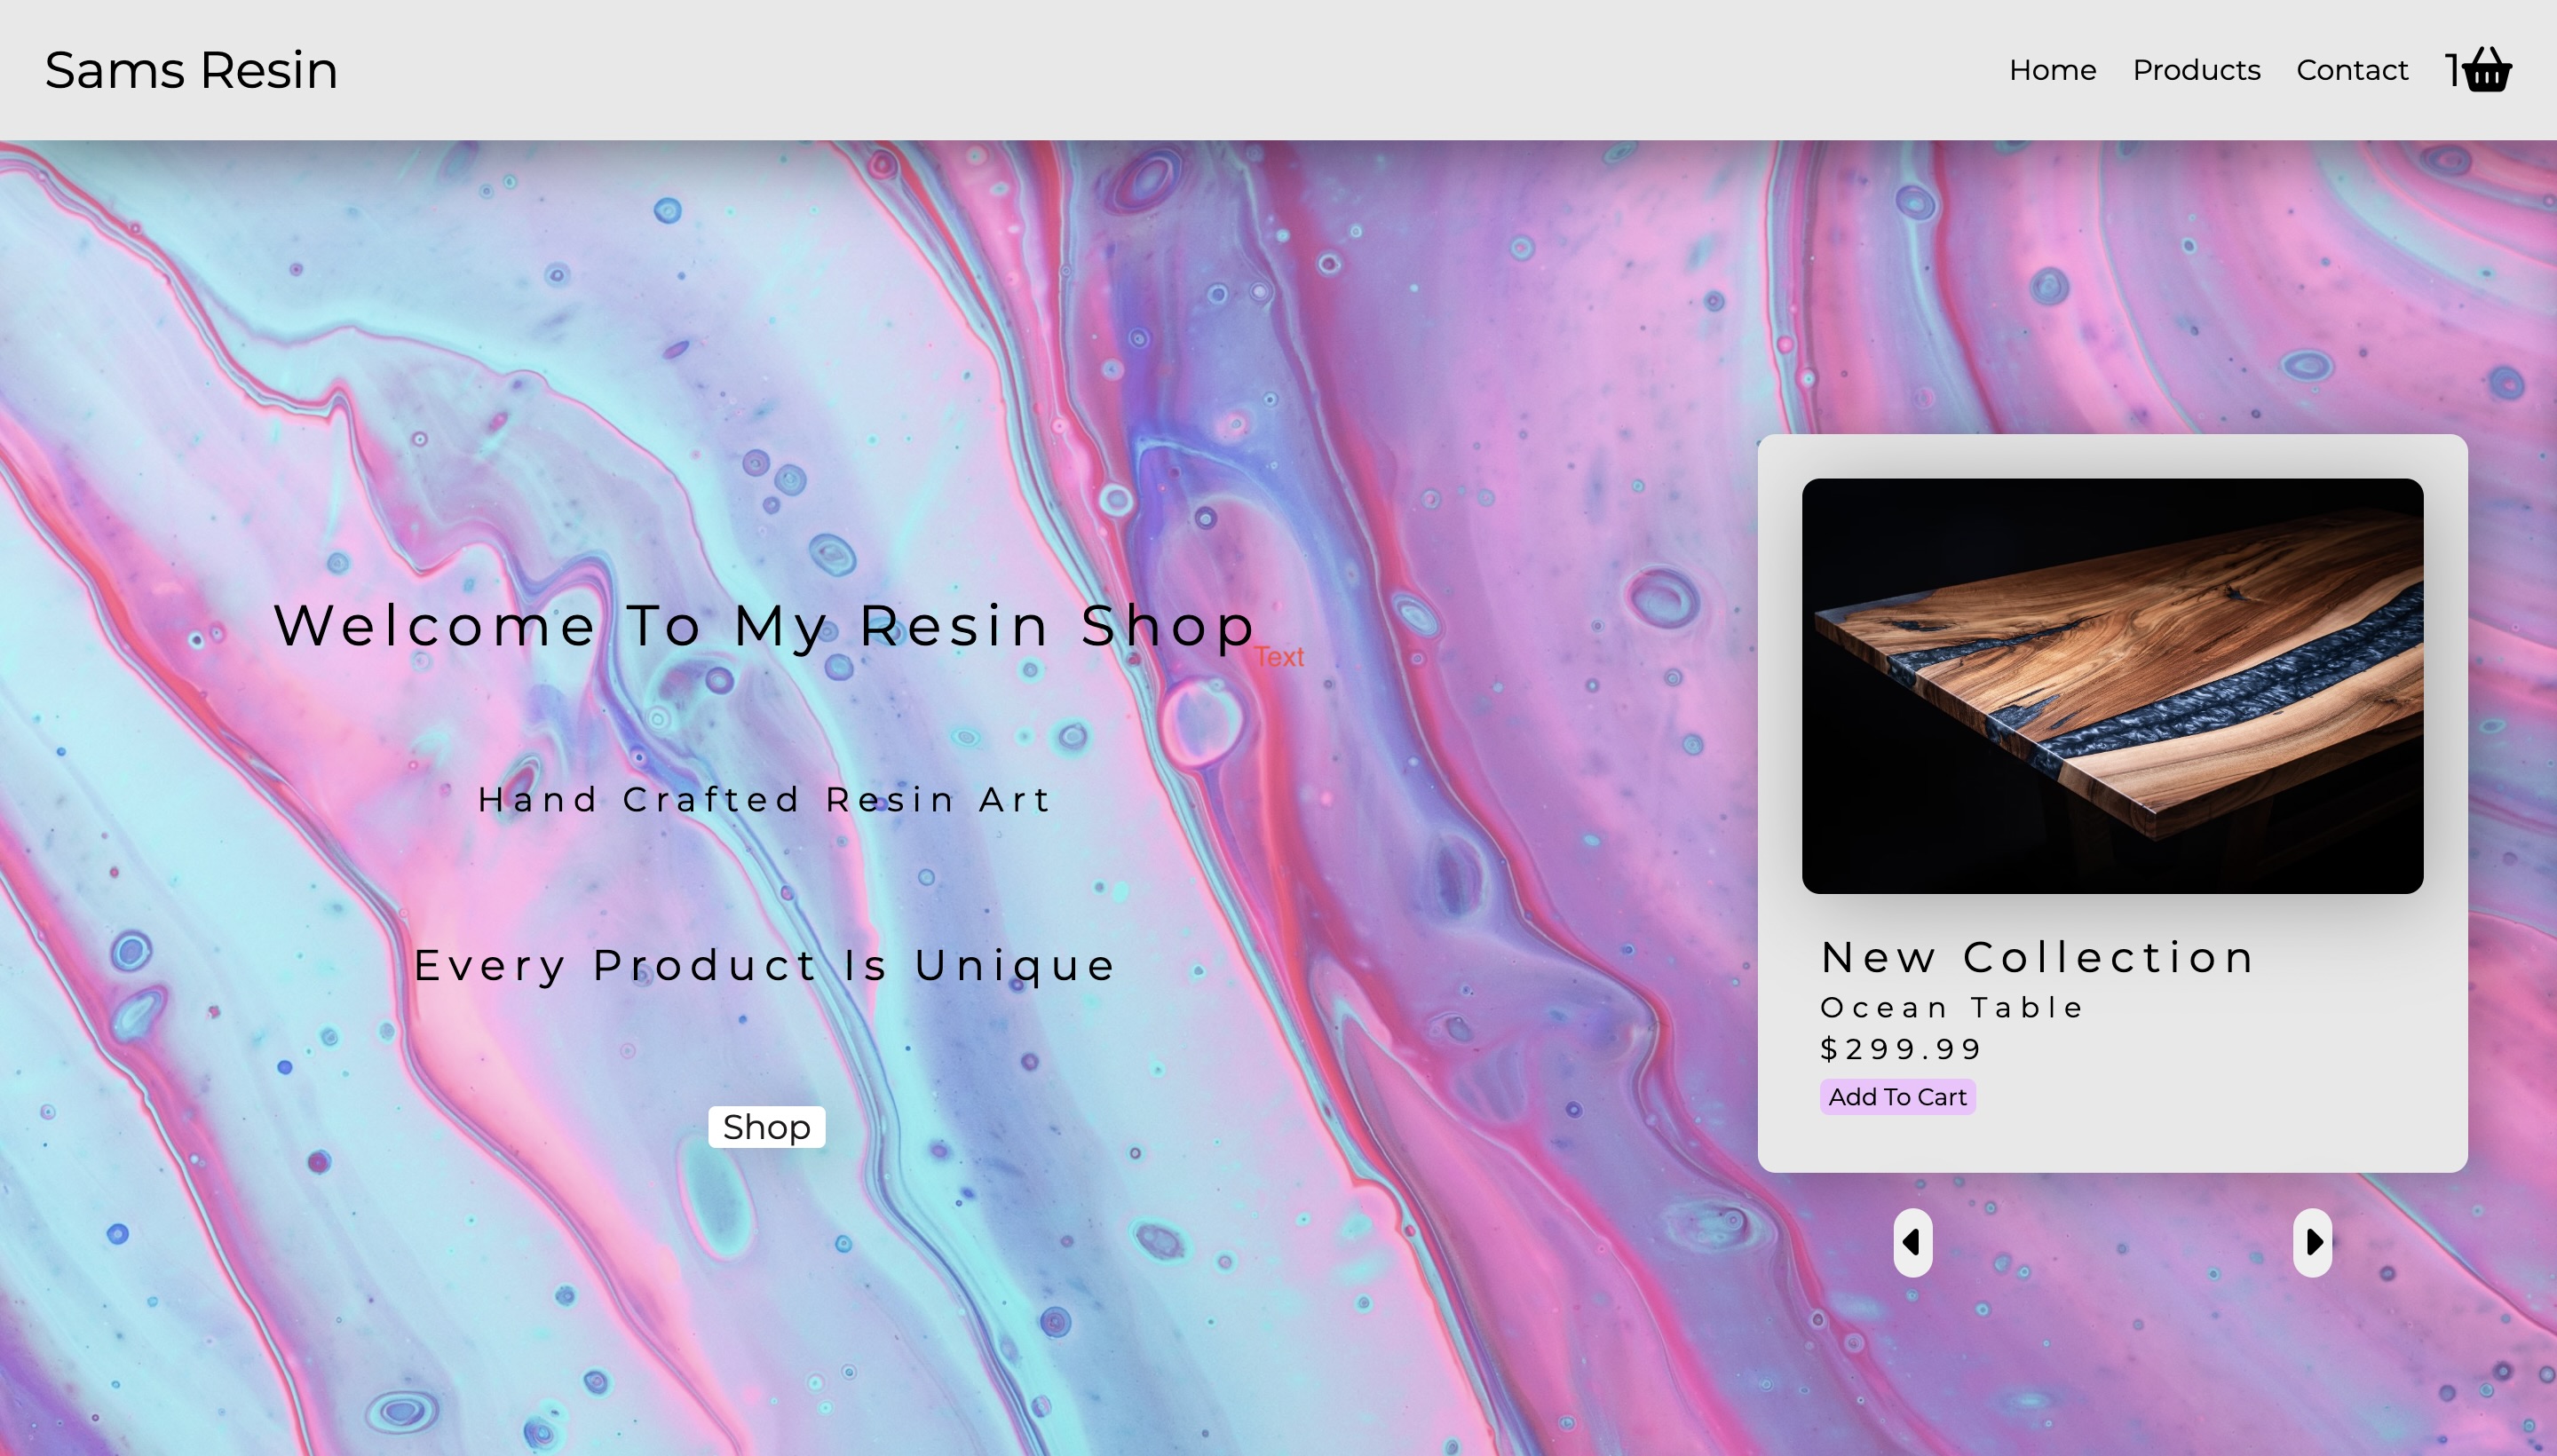 Sams Resin
Home Products Contact 1
Welcome To My Resin Shop
Text
Hand Crafted Resin Art
Every Product Is Unique
Shop
New Collection
Ocean Table
$299.99
Add To Cart